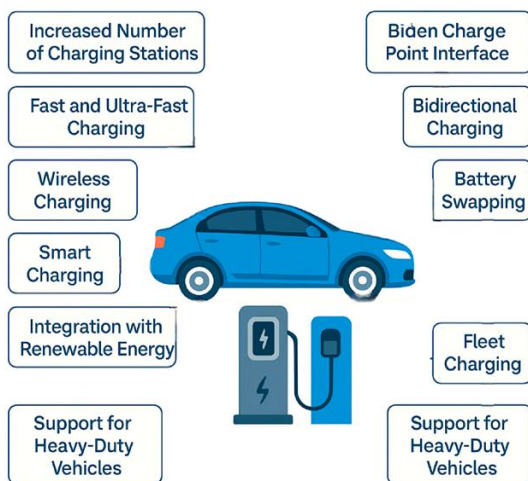 Increased Number
of Charging Stations
Fast and Ultra-Fast
Charging
Wireless
Charging
Smart
Charging
Integration with
Renewable Energy
Support for
Heavy-Duty
Vehicles
Biden Charge
Point Interface
Bidirectional
Charging
Battery
Swapping
Fleet
Charging
Support for
Heavy-Duty
Vehicles